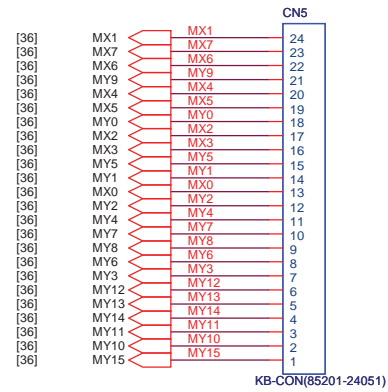 CN5
[36] MX1 MX1 24
[36] MX7 MX7 23
[36] MX6 MX6 22
[36] MY9 MY9 21
[36] MX4 MX4 20
[36] MX5 MX5 19
[36] MY0 MY0 18
[36] MX2 MX2 17
[36] MX3 MX3 16
[36] MY5 MY5 15
[36] MY1 MY1 14
[36] MX0 MX0 13
[36] MY2 MY2 12
[36] MY4 MY4 11
[36] MY7 MY7 10
[36] MY8 MY8 9
[36] MY6 MY6 8
[36] MY3 MY3 7
[36] MY12 MY12 6
[36] MY13 MY13 5
[36] MY14 MY14 4
[36] MY11 MY11 3
[36] MY10 MY10 2
[36] MY15 MY15 1
KB-CON(85201-24051)